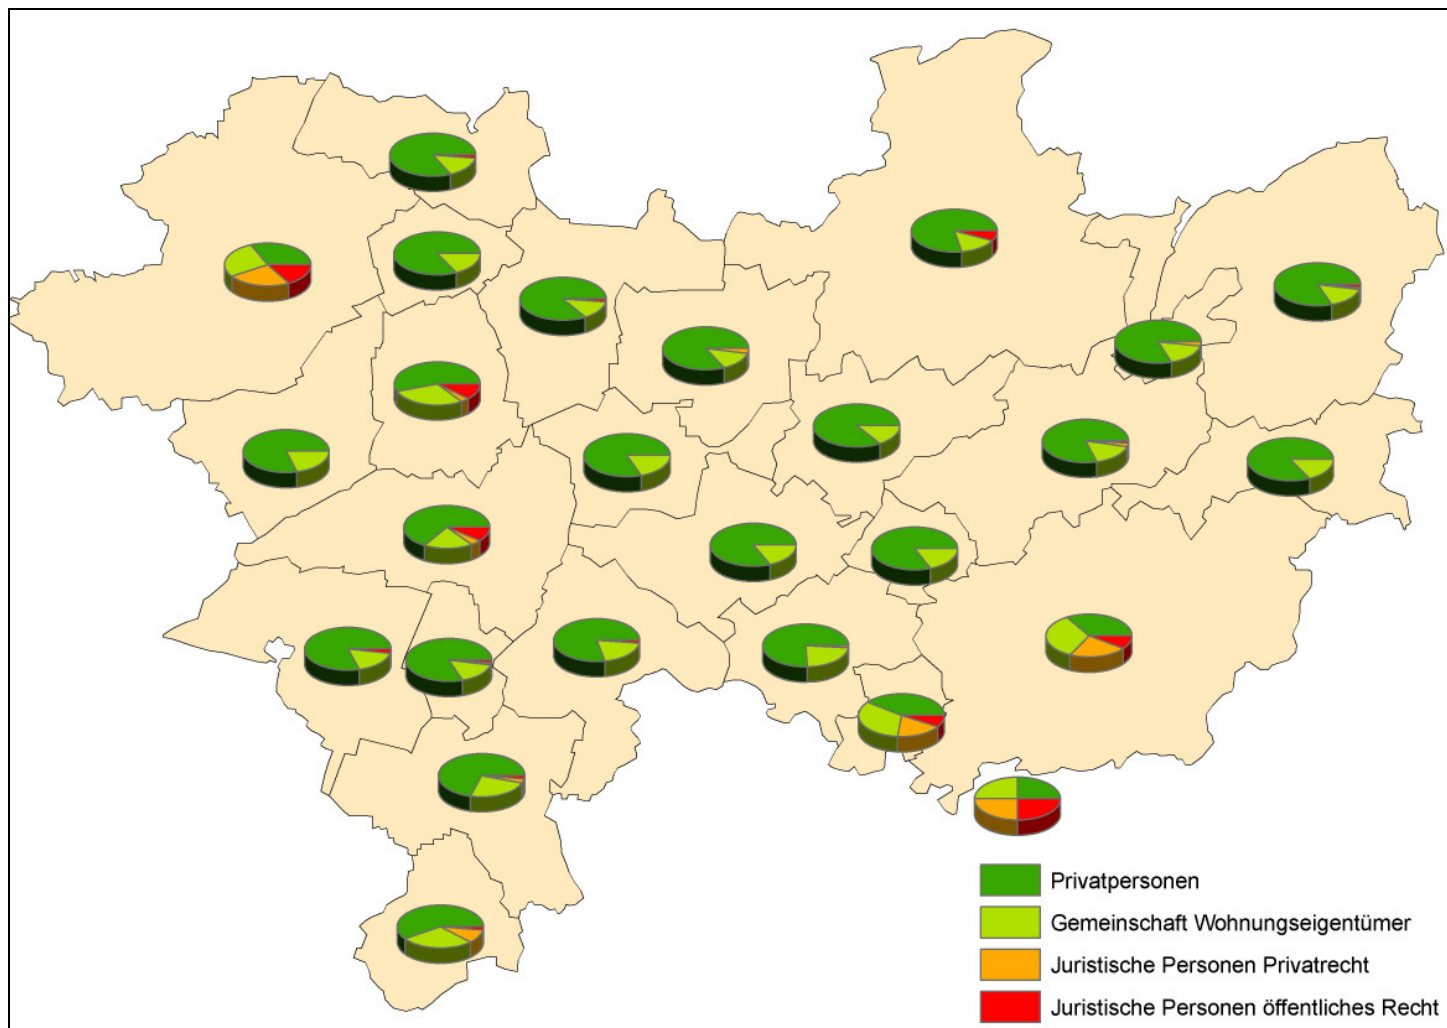 Privatpersonen
Gemeinschaft Wohnungseigentümer
Juristische Personen Privatrecht
Juristische Personen öffentliches Recht